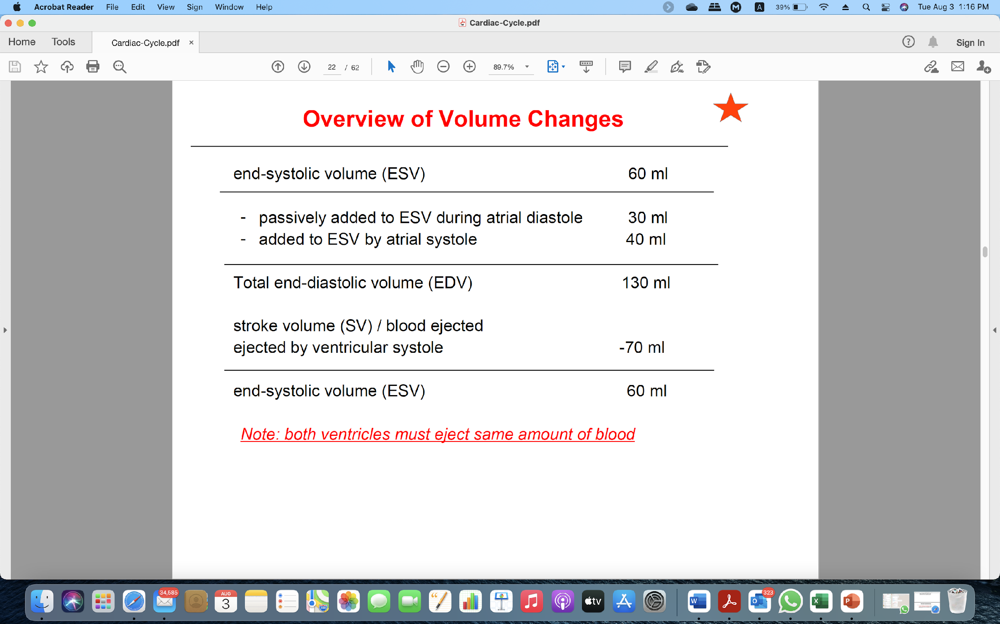 Acrobat Reader File Edit View Sign Window Help A 39% Tue Aug 3 1:16 PM
Cardiac-Cycle.pdf
Home Tools Cardiac-Cycle.pdf × ? Sign In
22 / 62 89.7%
Overview of Volume Changes
end-systolic volume (ESV) 60 ml
- passively added to ESV during atrial diastole 30 ml
- added to ESV by atrial systole 40 ml
Total end-diastolic volume (EDV) 130 ml
stroke volume (SV) / blood ejected
ejected by ventricular systole -70 ml
end-systolic volume (ESV) 60 ml
Note: both ventricles must eject same amount of blood
34,585 AUG 323
3 tv W O X P